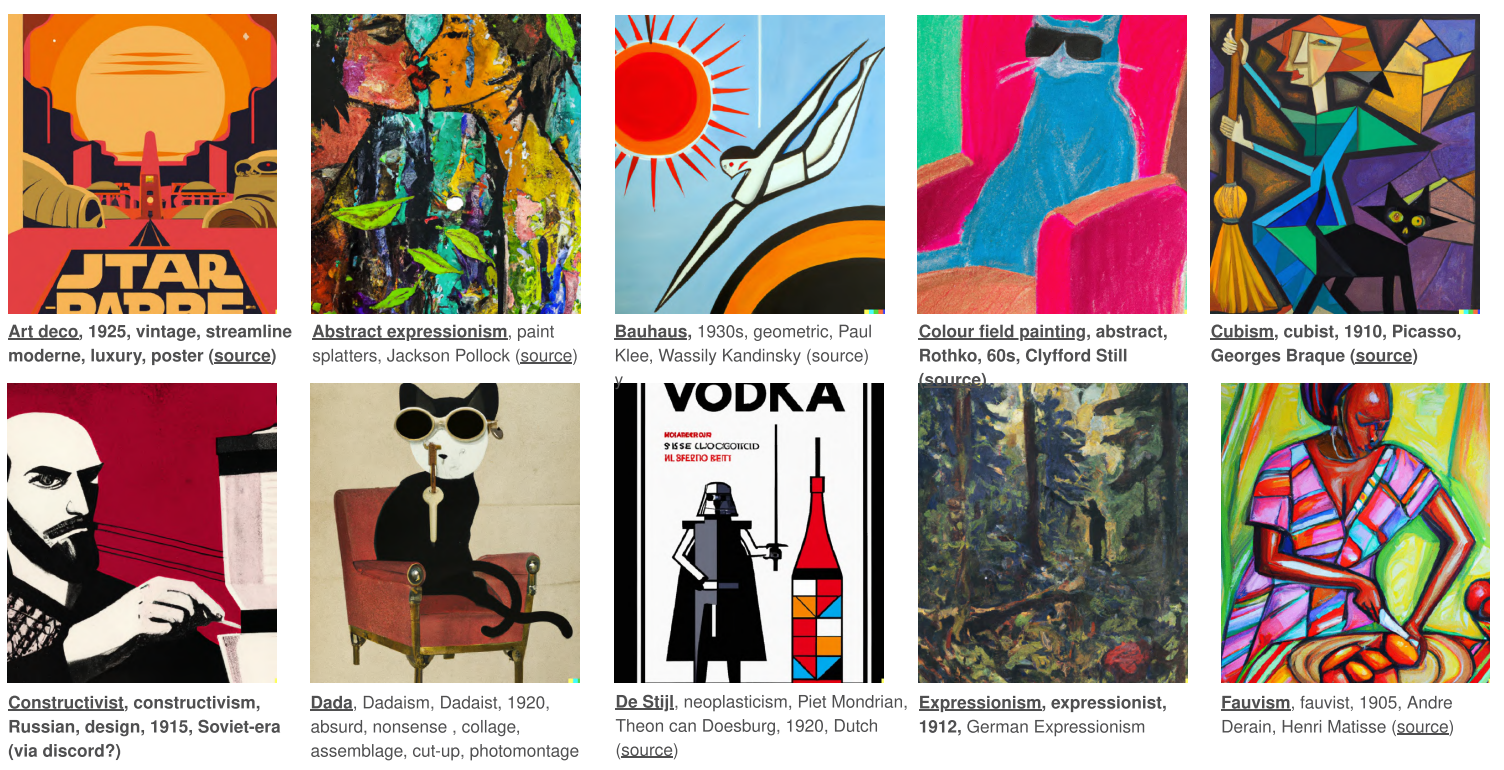 JTAR
Art deco, 1925, vintage, streamline
moderne, luxury, poster (source)
Abstract expressionism, paint
splatters, Jackson Pollock (source)
Bauhaus, 1930s, geometric, Paul
Klee, Wassily Kandinsky (source)
y
Colour field painting, abstract,
Rothko, 60s, Clyfford Still
(source)
Cubism, cubist, 1910, Picasso,
Georges Braque (source)
VODKA
Constructivist, constructivism,
Russian, design, 1915, Soviet-era
(via discord?)
Dada, Dadaism, Dadaist, 1920,
absurd, nonsense , collage,
assemblage, cut-up, photomontage
De Stijl, neoplasticism, Piet Mondrian,
Theon can Doesburg, 1920, Dutch
(source)
Expressionism, expressionist,
1912, German Expressionism
Fauvism, fauvist, 1905, Andre
Derain, Henri Matisse (source)